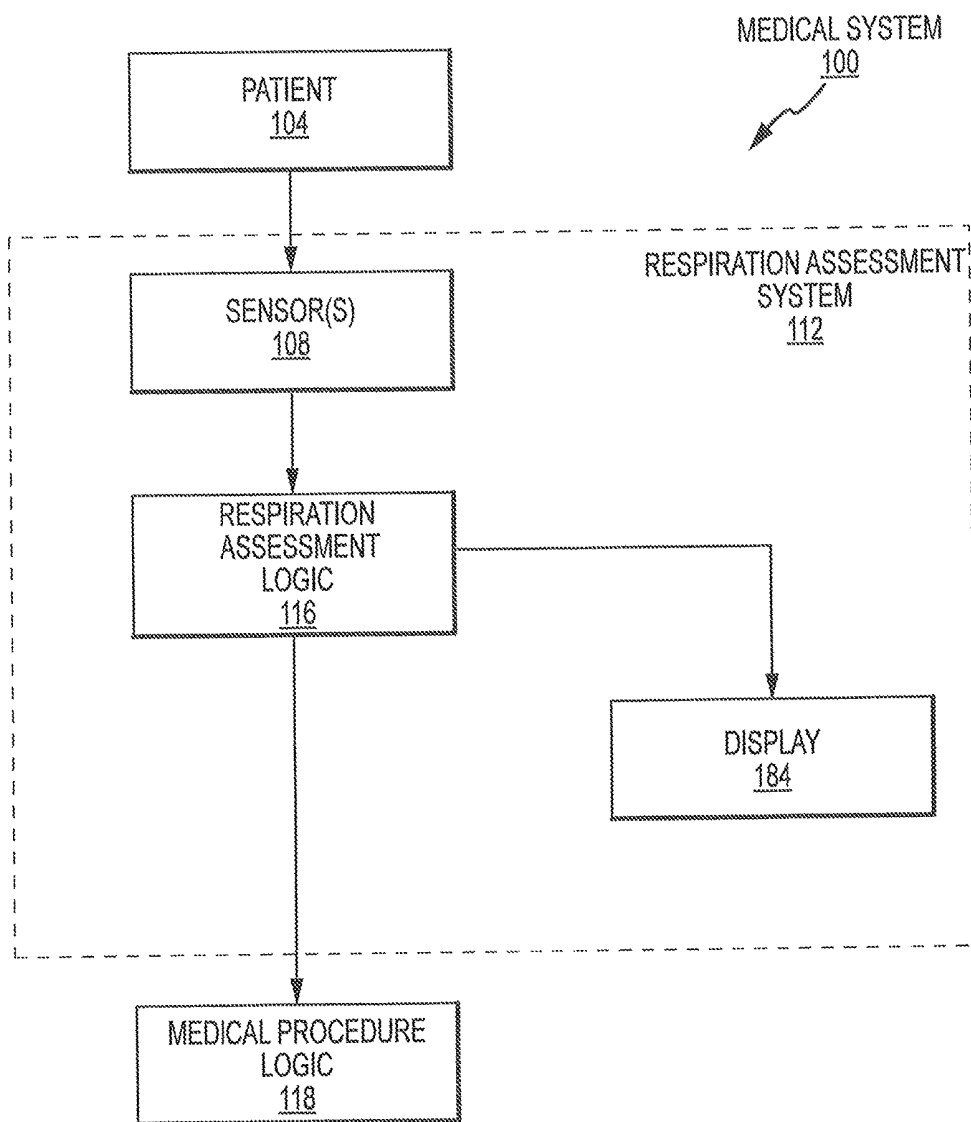 MEDICAL SYSTEM
100
PATIENT
104
RESPIRATION ASSESSMENT
SYSTEM
112
SENSOR(S)
108
RESPIRATION
ASSESSMENT
LOGIC
116
DISPLAY
184
MEDICAL PROCEDURE
LOGIC
118